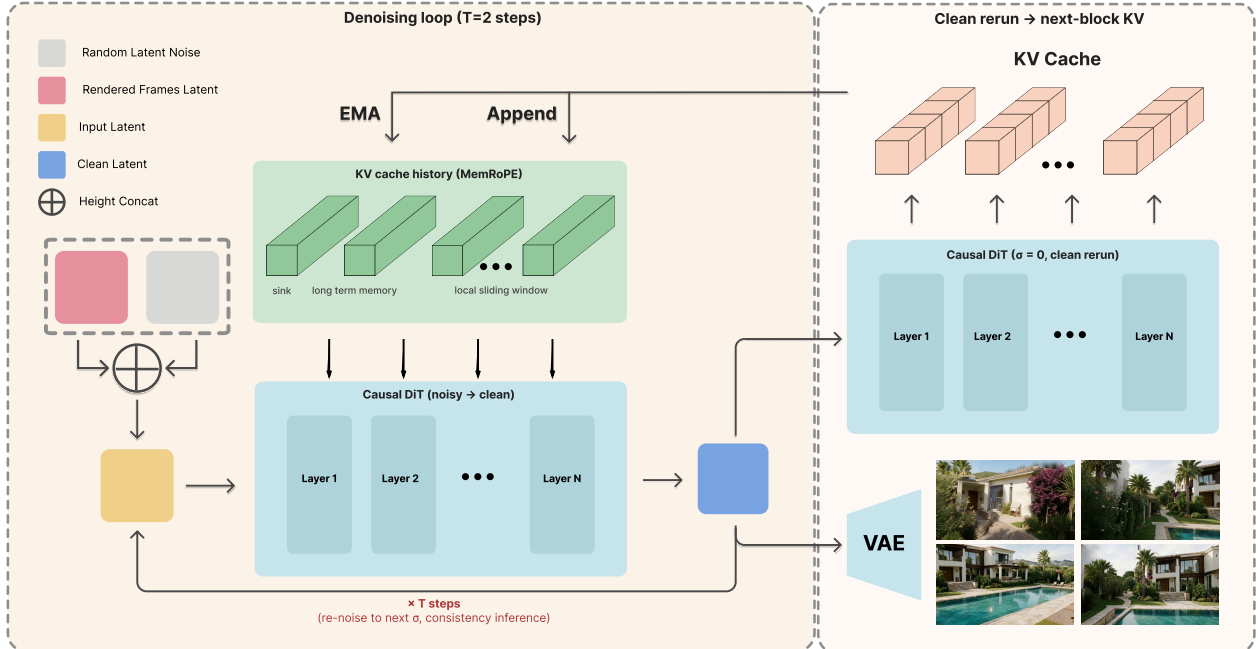 Denoising loop (T=2 steps)
Random Latent Noise
Rendered Frames Latent
Input Latent
Clean Latent
Height Concat
EMA
Append
KV cache history (MemRoPE)
sink
long term memory
local sliding window
Causal DiT (noisy → clean)
Layer 1
Layer 2
Layer N
× T steps
(re-noise to next σ, consistency inference)
Clean rerun → next-block KV
KV Cache
Causal DiT (σ = 0, clean rerun)
Layer 1
Layer 2
Layer N
VAE